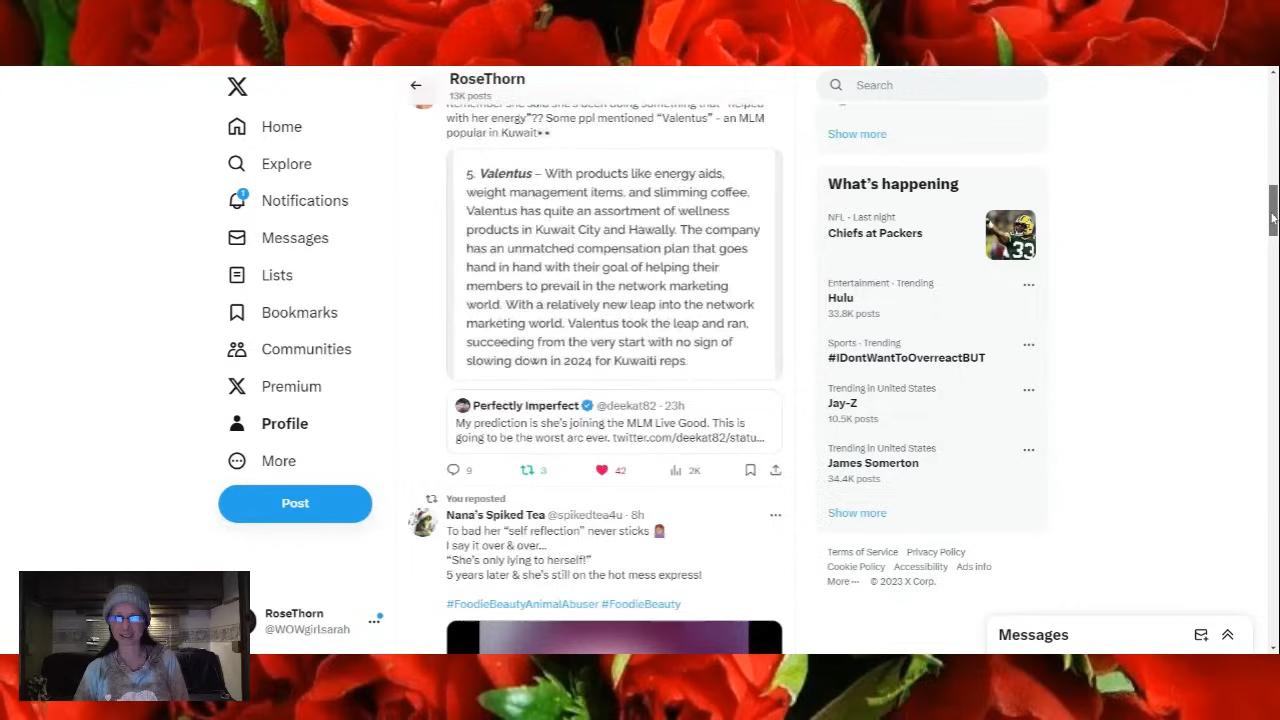 Home
Explore
1
Notifications
Messages
Lists
Bookmarks
Communities
Premium
Profile
More
Post
RoseThorn
@WOWgirlsarah
RoseThorn
13K posts
Remember she said she's been doing something that "helped
with her energy"?? Some ppl mentioned "Valentus" - an MLM
popular in Kuwait
5. Valentus – With products like energy aids,
weight management items, and slimming coffee,
Valentus has quite an assortment of wellness
products in Kuwait City and Hawally. The company
has an unmatched compensation plan that goes
hand in hand with their goal of helping their
members to prevail in the network marketing
world. With a relatively new leap into the network
marketing world. Valentus took the leap and ran,
succeeding from the very start with no sign of
slowing down in 2024 for Kuwaiti reps.
Perfectly Imperfect @deekat82 · 23h
My prediction is she's joining the MLM Live Good. This is
going to be the worst arc ever. twitter.com/deekat82/statu...
9 3 42 2K
You reposted
Nana's Spiked Tea @spikedtea4u · 8h
To bad her "self reflection" never sticks
I say it over & over...
"She's only lying to herself!"
5 years later & she's still on the hot mess express!
#FoodieBeautyAnimalAbuser #FoodieBeauty
Search
Show more
What's happening
NFL · Last night
Chiefs at Packers
33
Entertainment · Trending
Hulu
33.8K posts
Sports · Trending
#IDontWantToOverreactBUT
Trending in United States
Jay-Z
10.5K posts
Trending in United States
James Somerton
34.4K posts
Show more
Terms of Service Privacy Policy
Cookie Policy Accessibility Ads info
More ··· © 2023 X Corp.
Messages